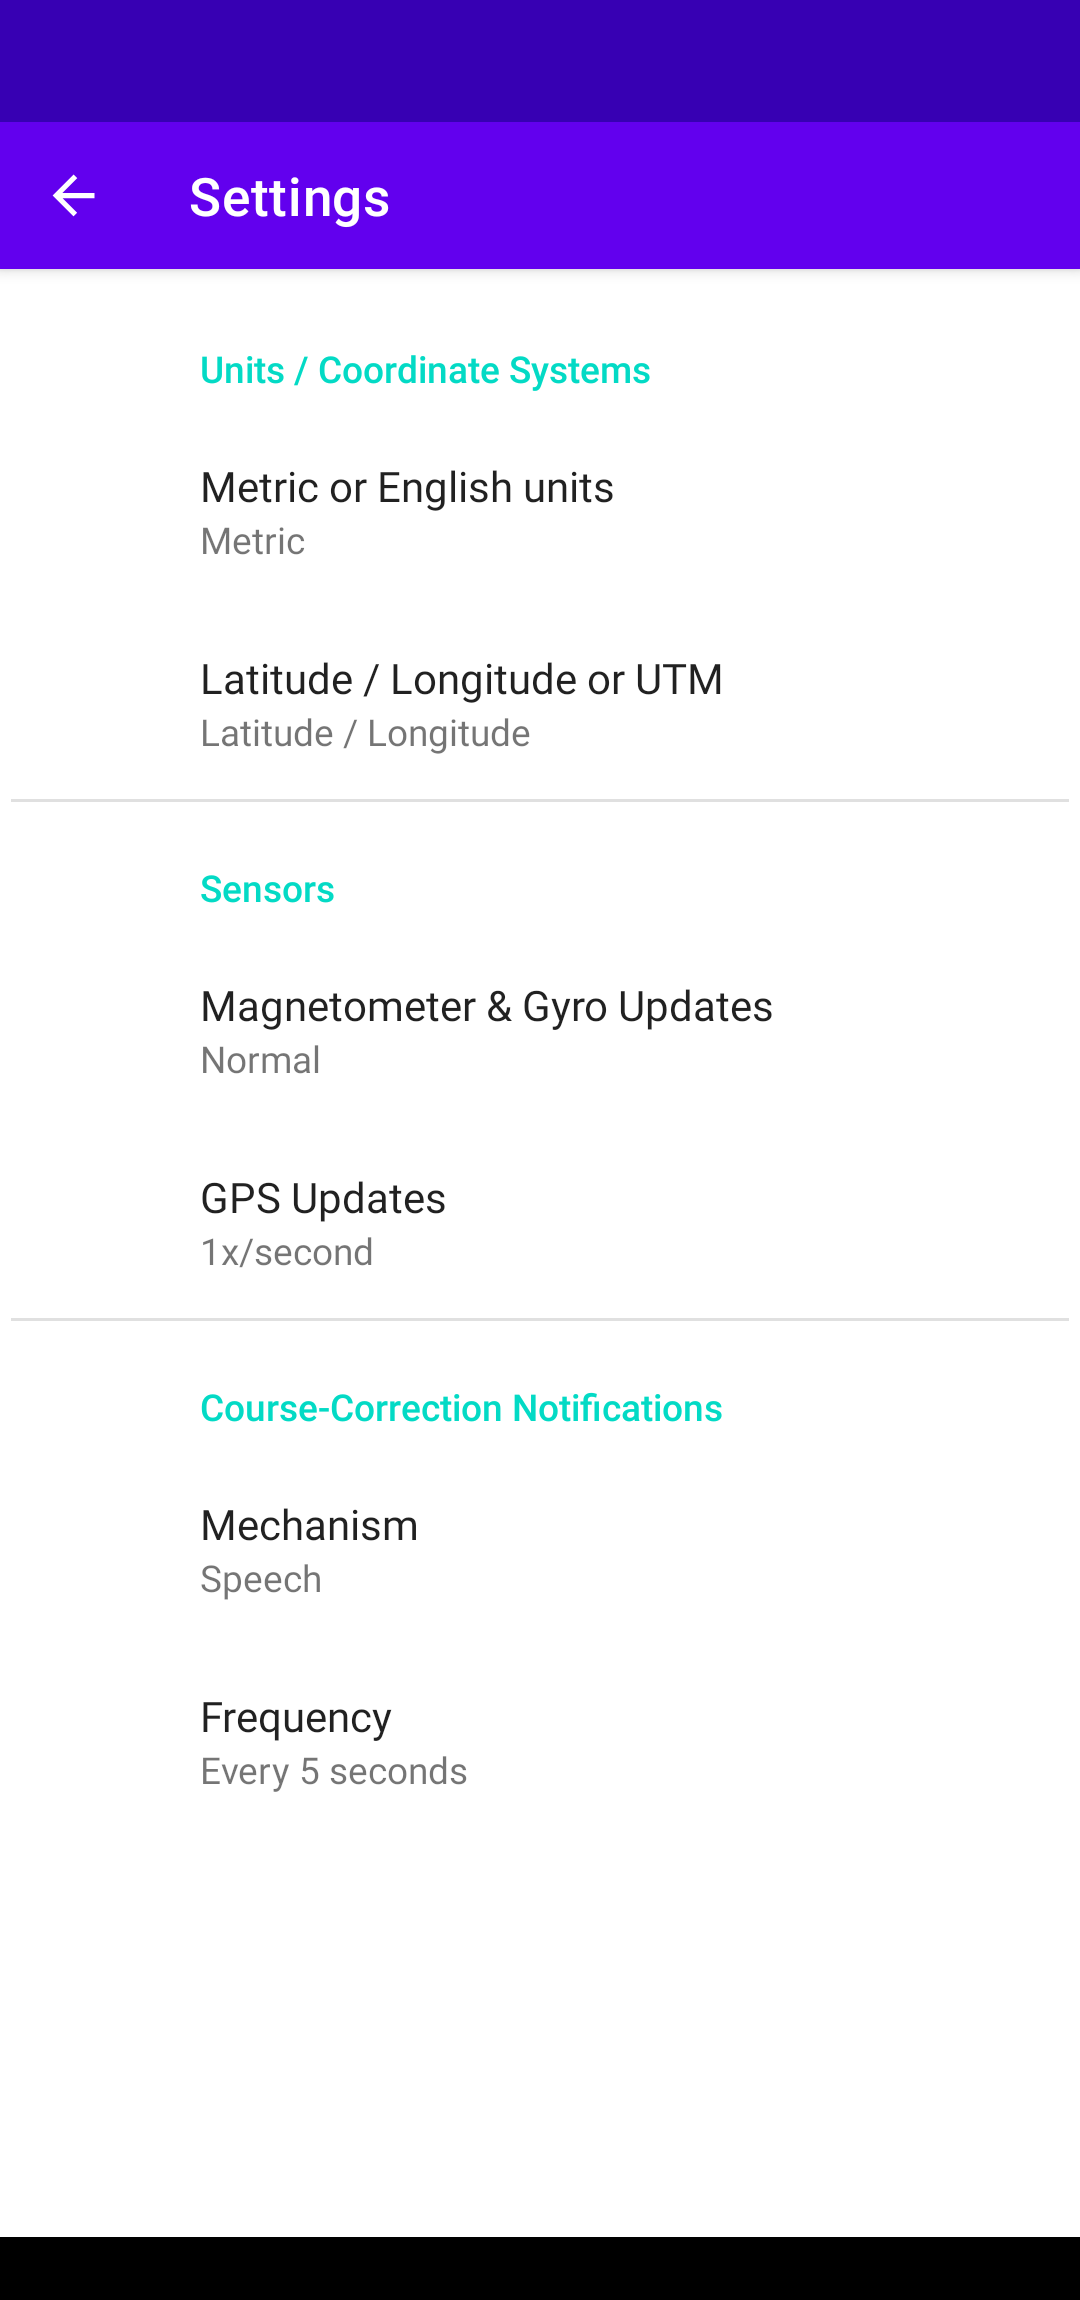 Settings
Units / Coordinate Systems
Metric or English units
Metric
Latitude / Longitude or UTM
Latitude / Longitude
Sensors
Magnetometer & Gyro Updates
Normal
GPS Updates
1x/second
Course-Correction Notifications
Mechanism
Speech
Frequency
Every 5 seconds